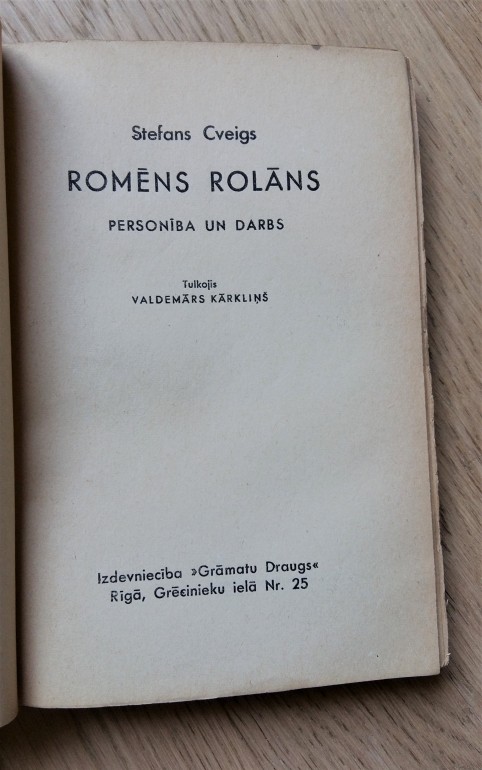 Stefans Cveigs
ROMĒNS ROLĀNS
PERSONĪBA UN DARBS
Tulkojis
VALDEMĀRS KĀRKLIŅŠ
Izdevniecība »Grāmatu Draugs«
Rīgā, Grēcinieku ielā Nr. 25